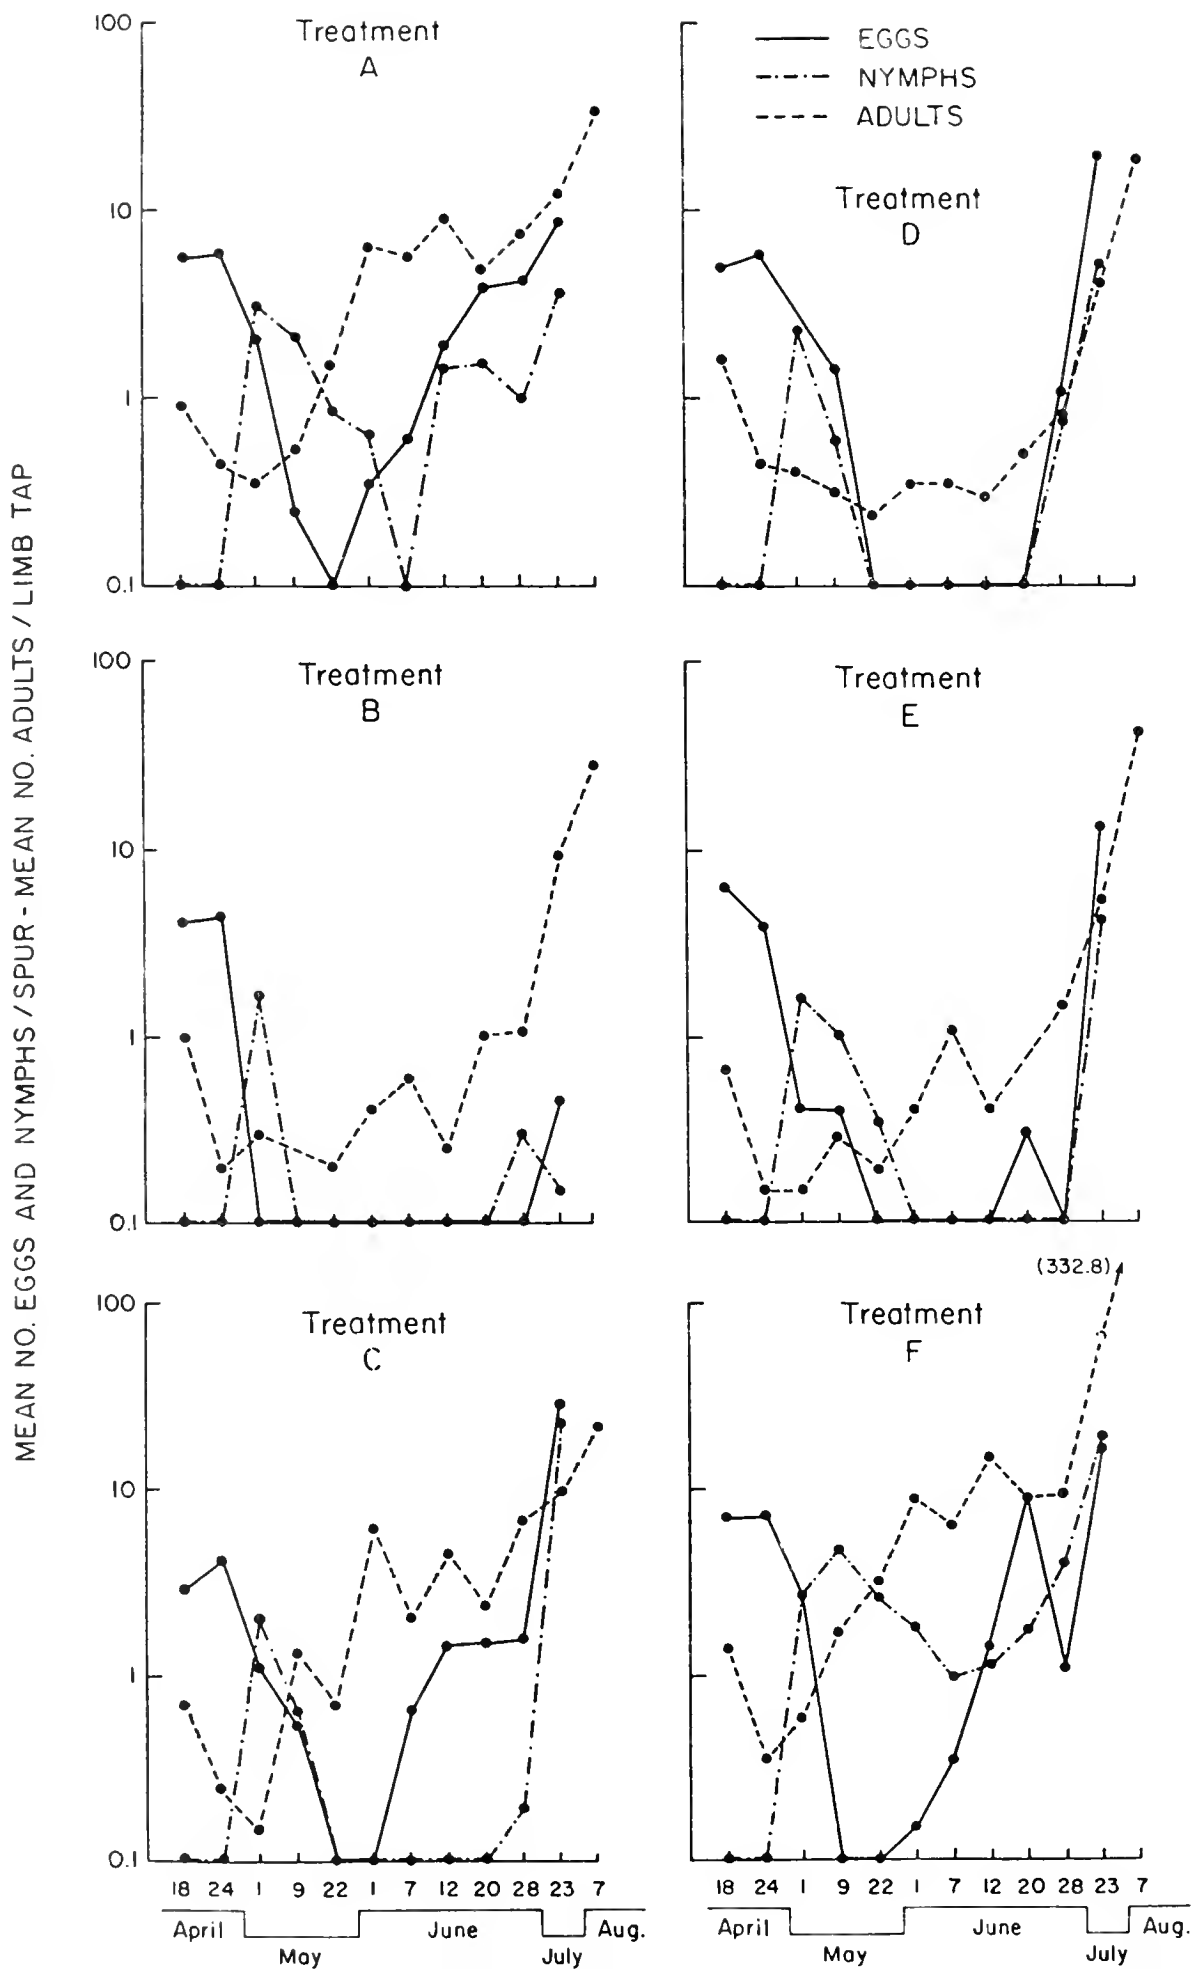 MEAN NO. EGGS AND NYMPHS/SPUR-MEAN NO. ADULTS/LIMB TAP
Treatment
A
100
10
1
0.1
EGGS
NYMPHS
ADULTS
Treatment
D
Treatment
B
100
10
1
0.1
Treatment
E
Treatment
C
100
10
1
0.1
18 24 1 9 22 1 7 12 20 28 23 7
April May June July Aug.
(332.8)
Treatment
F
18 24 1 9 22 1 7 12 20 28 23 7
April May June July Aug.